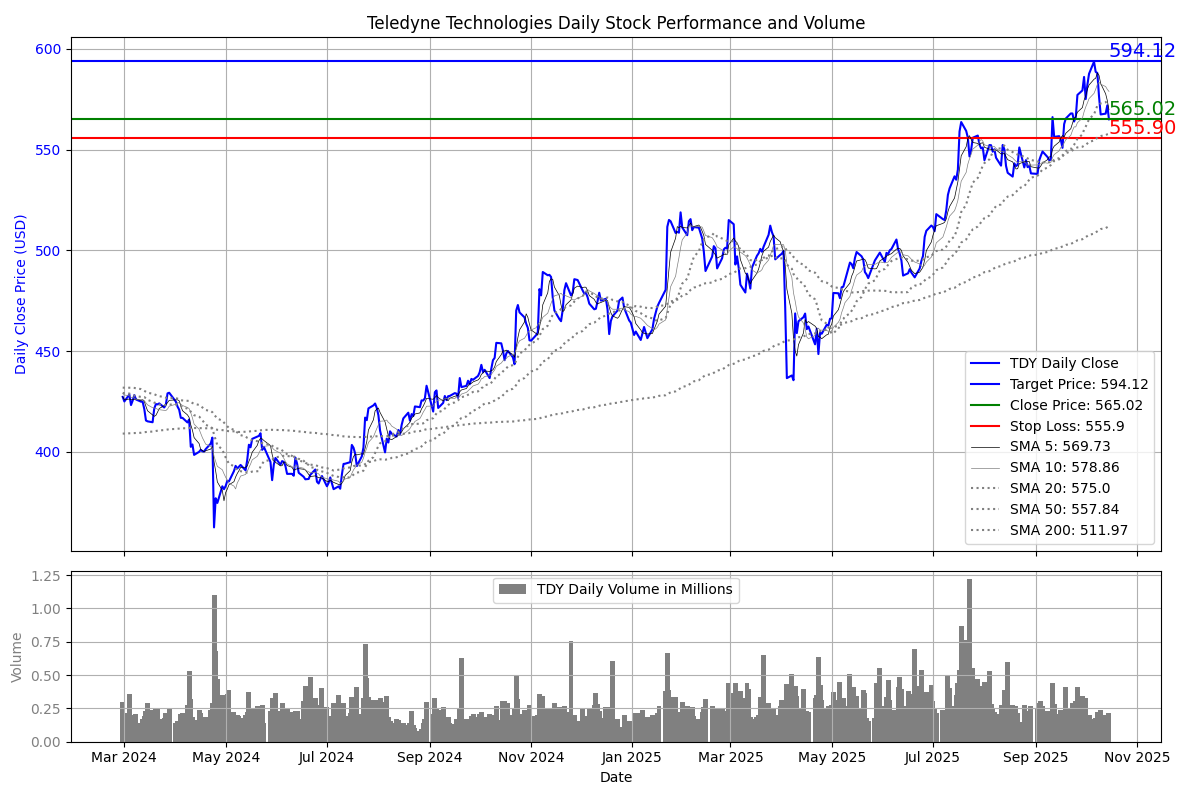 Teledyne Technologies Daily Stock Performance and Volume
600
550
500
450
400
Daily Close Price (USD)
594.12
565.02
555.90
TDY Daily Close
Target Price: 594.12
Close Price: 565.02
Stop Loss: 555.9
SMA 5: 569.73
SMA 10: 578.86
SMA 20: 575.0
SMA 50: 557.84
SMA 200: 511.97
1.25
1.00
0.75
0.50
0.25
0.00
Volume
TDY Daily Volume in Millions
Mar 2024 May 2024 Jul 2024 Sep 2024 Nov 2024 Jan 2025 Mar 2025 May 2025 Jul 2025 Sep 2025 Nov 2025
Date